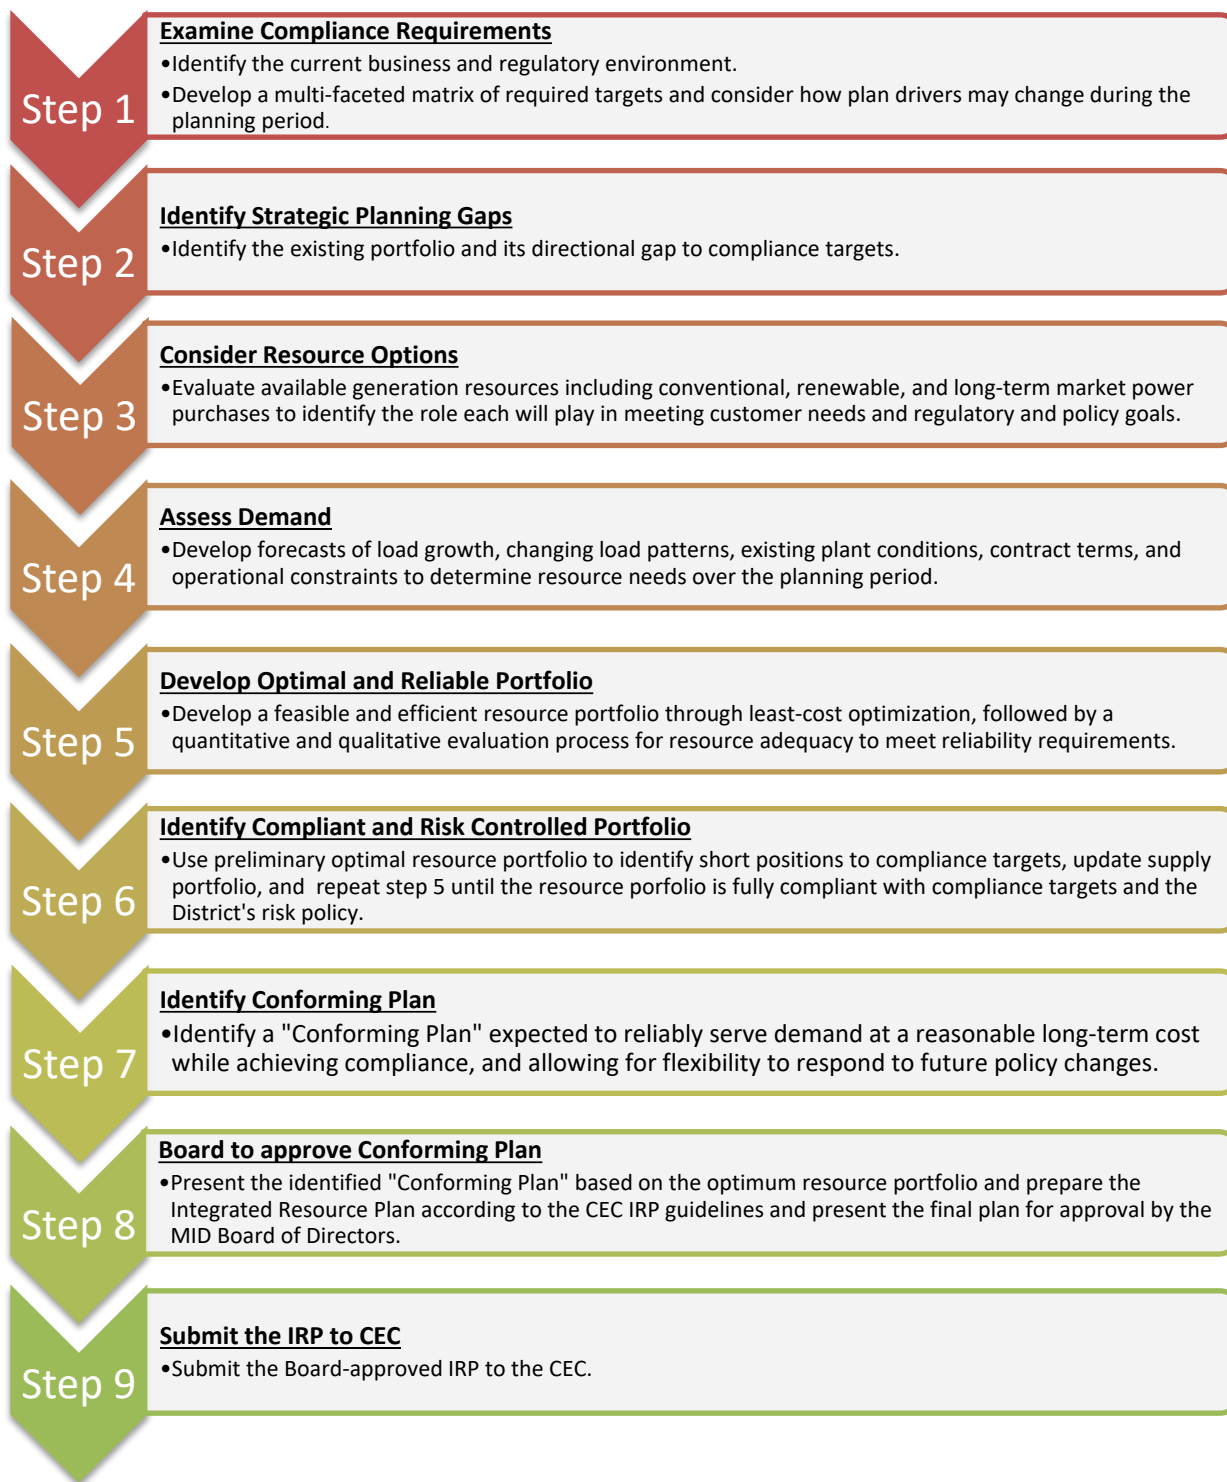 Step 1
Examine Compliance Requirements
•Identify the current business and regulatory environment.
•Develop a multi-faceted matrix of required targets and consider how plan drivers may change during the
planning period.
Step 2
Identify Strategic Planning Gaps
•Identify the existing portfolio and its directional gap to compliance targets.
Step 3
Consider Resource Options
•Evaluate available generation resources including conventional, renewable, and long-term market power
purchases to identify the role each will play in meeting customer needs and regulatory and policy goals.
Step 4
Assess Demand
•Develop forecasts of load growth, changing load patterns, existing plant conditions, contract terms, and
operational constraints to determine resource needs over the planning period.
Step 5
Develop Optimal and Reliable Portfolio
•Develop a feasible and efficient resource portfolio through least-cost optimization, followed by a
quantitative and qualitative evaluation process for resource adequacy to meet reliability requirements.
Step 6
Identify Compliant and Risk Controlled Portfolio
•Use preliminary optimal resource portfolio to identify short positions to compliance targets, update supply
portfolio, and  repeat step 5 until the resource porfolio is fully compliant with compliance targets and the
District's risk policy.
Step 7
Identify Conforming Plan
•Identify a "Conforming Plan" expected to reliably serve demand at a reasonable long-term cost
while achieving compliance, and allowing for flexibility to respond to future policy changes.
Step 8
Board to approve Conforming Plan
•Present the identified "Conforming Plan" based on the optimum resource portfolio and prepare the
Integrated Resource Plan according to the CEC IRP guidelines and present the final plan for approval by the
MID Board of Directors.
Step 9
Submit the IRP to CEC
•Submit the Board-approved IRP to the CEC.